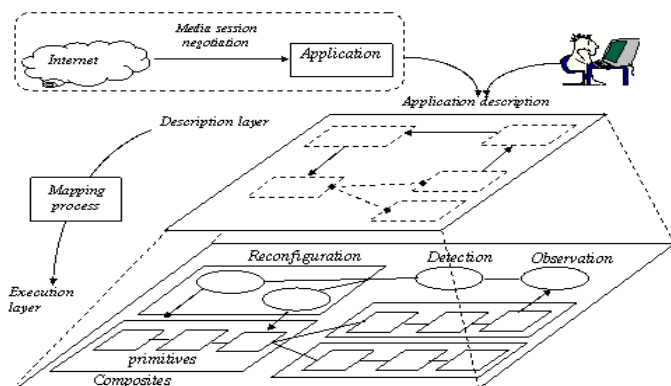 Media session
negotiation
Internet
Application
Application description
Description layer
Mapping
process
Reconfiguration
Detection
Observation
Execution
layer
primitives
Composites